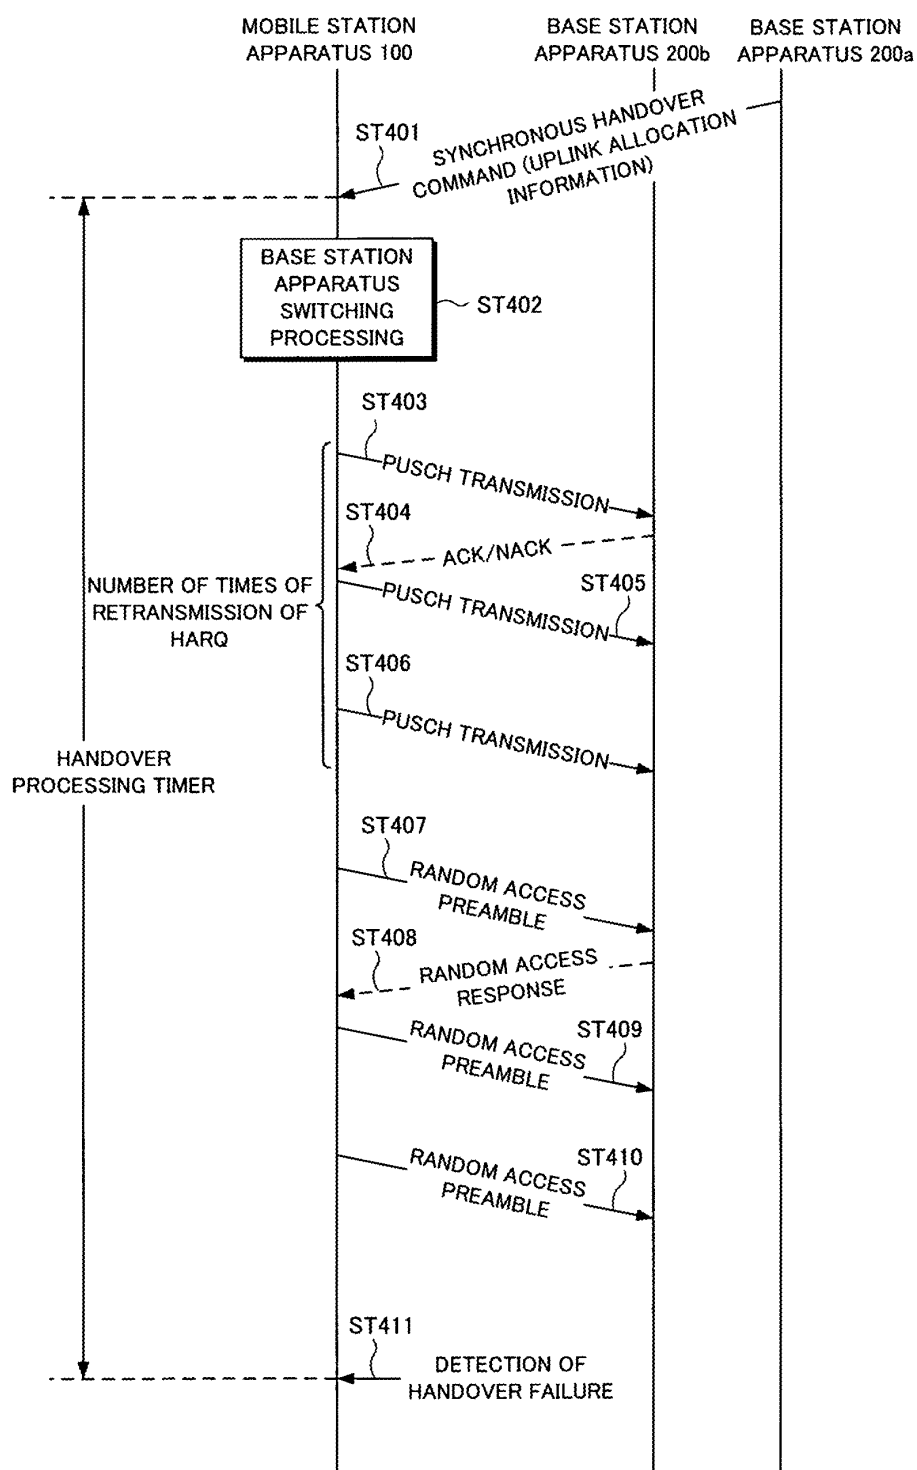 MOBILE STATION
APPARATUS 100
BASE STATION
APPARATUS 200b
BASE STATION
APPARATUS 200a
ST401
SYNCHRONOUS HANDOVER
COMMAND (UPLINK ALLOCATION
INFORMATION)
BASE STATION
APPARATUS
SWITCHING
PROCESSING
ST402
ST403
PUSCH TRANSMISSION
ST404
ACK/NACK
NUMBER OF TIMES OF
RETRANSMISSION OF
HARQ
PUSCH TRANSMISSION
ST405
ST406
PUSCH TRANSMISSION
HANDOVER
PROCESSING TIMER
ST407
RANDOM ACCESS
PREAMBLE
ST408
RANDOM ACCESS
RESPONSE
RANDOM ACCESS
PREAMBLE
ST409
RANDOM ACCESS
PREAMBLE
ST410
ST411
DETECTION OF
HANDOVER FAILURE